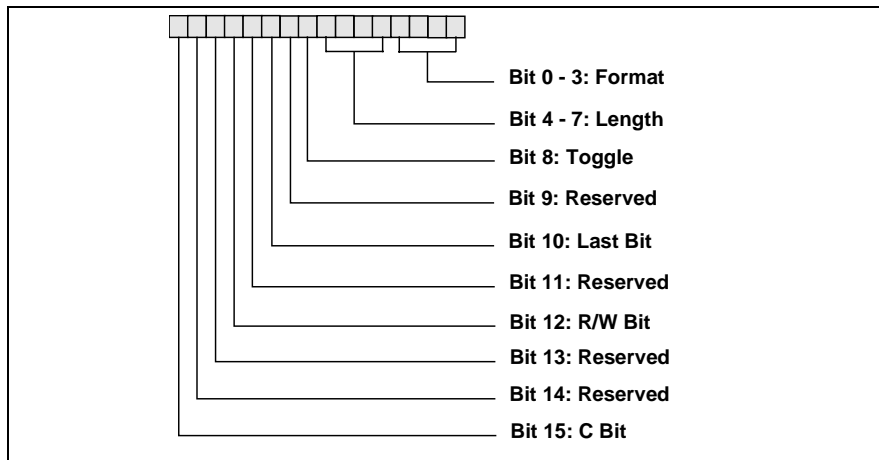 Bit 0 - 3: Format
Bit 4 - 7: Length
Bit 8: Toggle
Bit 9: Reserved
Bit 10: Last Bit
Bit 11: Reserved
Bit 12: R/W Bit
Bit 13: Reserved
Bit 14: Reserved
Bit 15: C Bit